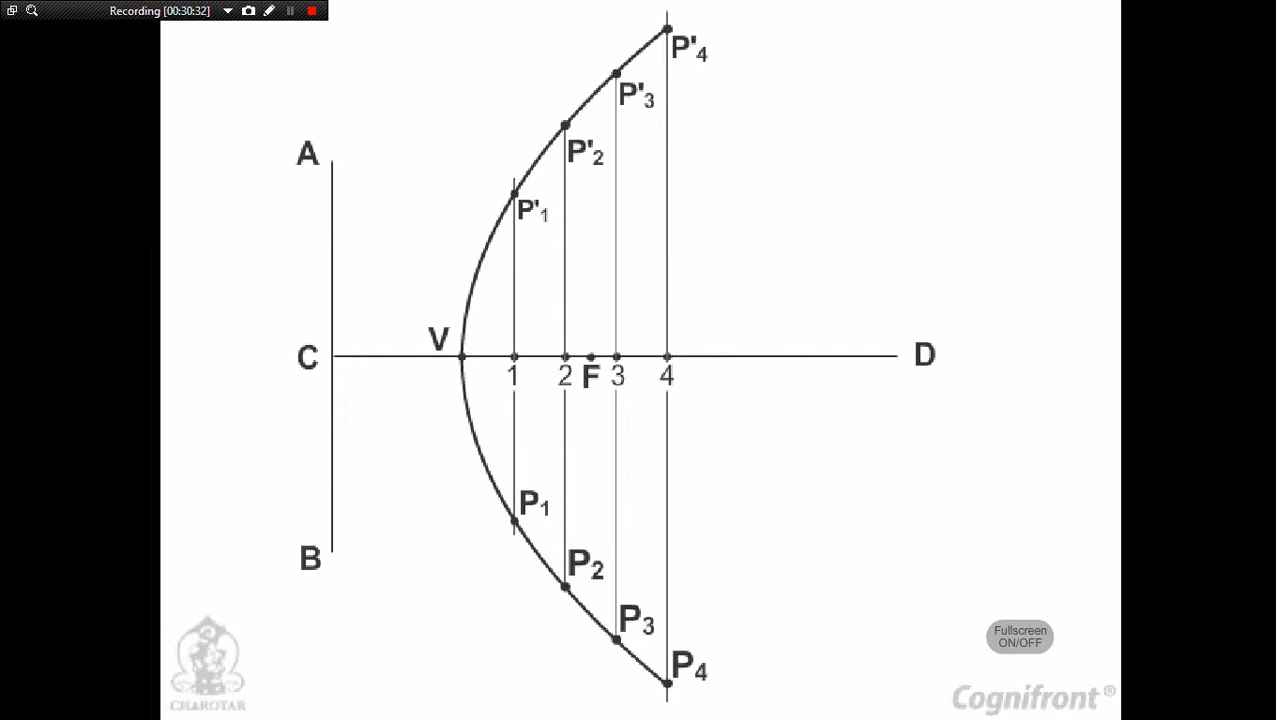 Recording [00:30:32]
P'4
P'3
A
P'2
P'1
V
C
D
1 2 F 3 4
P1
B
P2
P3
Fullscreen
ON/OFF
P4
CHAROTAR
Cognifront®